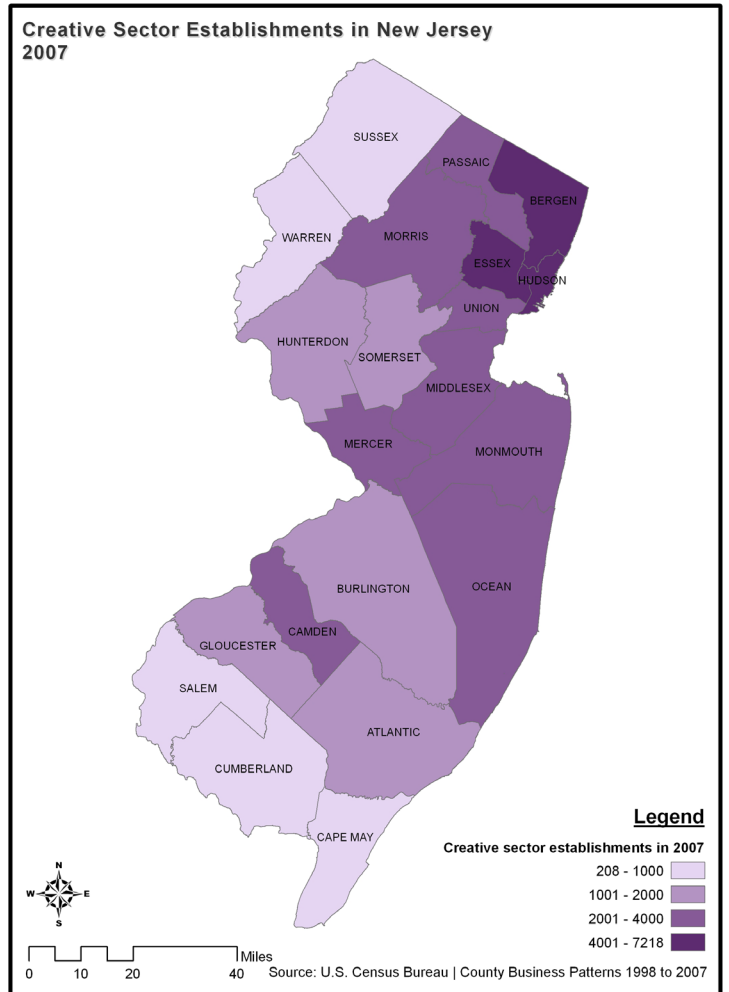 Creative Sector Establishments in New Jersey
2007
SUSSEX
PASSAIC
BERGEN
WARREN
MORRIS
ESSEX
HUDSON
UNION
HUNTERDON
SOMERSET
MIDDLESEX
MERCER
MONMOUTH
BURLINGTON
OCEAN
CAMDEN
GLOUCESTER
SALEM
ATLANTIC
CUMBERLAND
CAPE MAY
Legend
Creative sector establishments in 2007
208 - 1000
1001 - 2000
2001 - 4000
4001 - 7218
N
W E
S
Miles
0 10 20 40
Source: U.S. Census Bureau | County Business Patterns 1998 to 2007